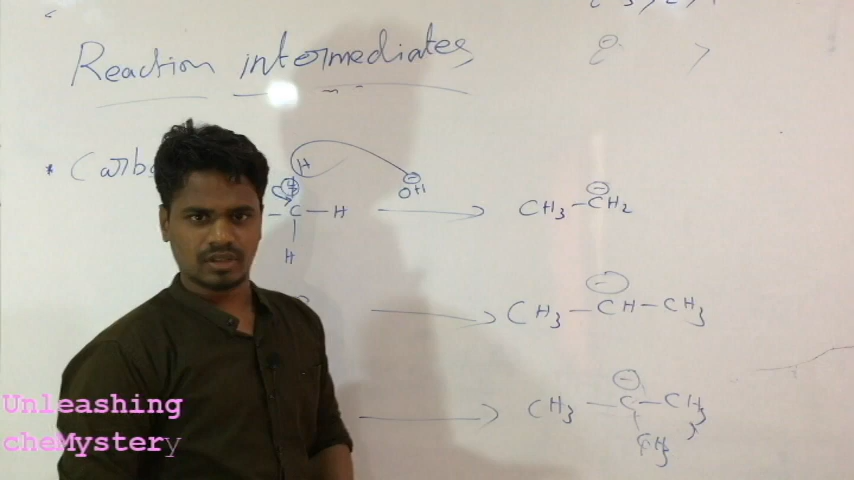 Reaction intermediates
* Carb
H
C — H
H
⊖
OH
CH3 – CH2
⊖
CH3 – CH – CH3
⊖
CH3 – C – CH3
CH3
Unleashing
cheMystery